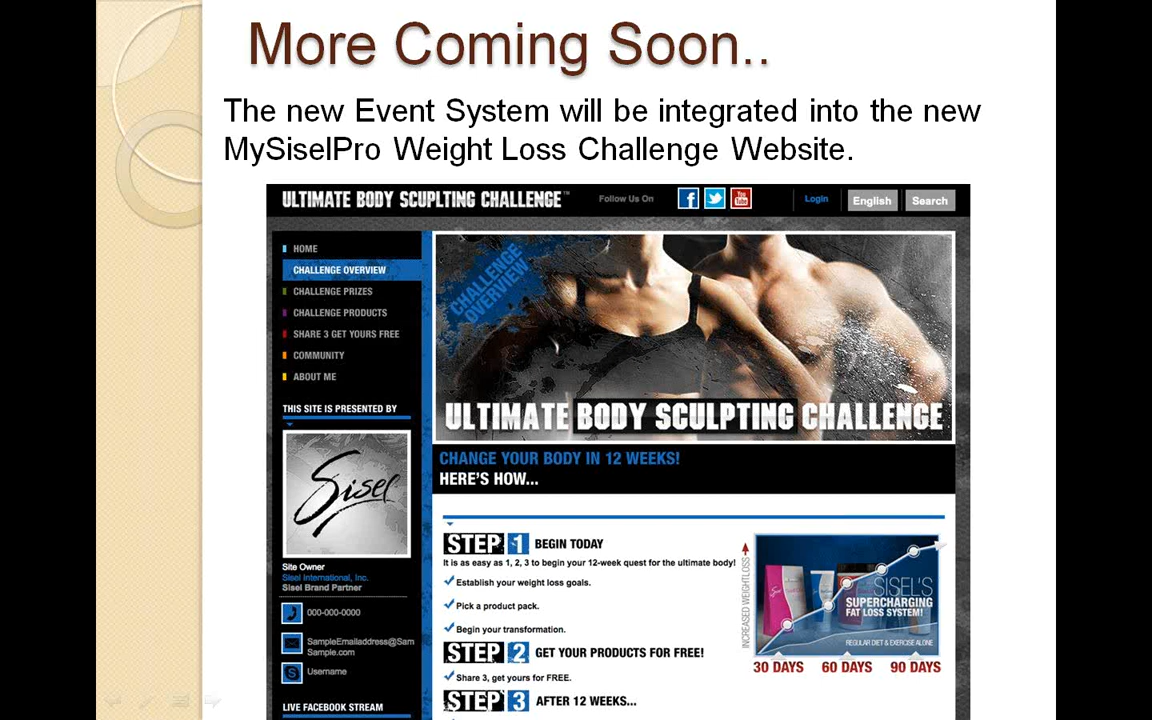 More Coming Soon..
The new Event System will be integrated into the new
MySiselPro Weight Loss Challenge Website.
ULTIMATE BODY SCUPLTING CHALLENGE™
Follow Us On
f
You
Tube
Login
English
Search
HOME
CHALLENGE OVERVIEW
CHALLENGE PRIZES
CHALLENGE PRODUCTS
SHARE 3 GET YOURS FREE
COMMUNITY
ABOUT ME
THIS SITE IS PRESENTED BY
Sisel
Site Owner
Sisel International, Inc.
Sisel Brand Partner
000-000-0000
SampleEmailaddress@Sam
Sample.com
Username
LIVE FACEBOOK STREAM
CHALLENGE
OVERVIEW
ULTIMATE BODY SCULPTING CHALLENGE
CHANGE YOUR BODY IN 12 WEEKS!
HERE'S HOW...
STEP 1 BEGIN TODAY
It is as easy as 1, 2, 3 to begin your 12-week quest for the ultimate body!
Establish your weight loss goals.
Pick a product pack.
Begin your transformation.
STEP 2 GET YOUR PRODUCTS FOR FREE!
Share 3, get yours for FREE.
STEP 3 AFTER 12 WEEKS...
INCREASED WEIGHTLOSS
SISEL'S
SUPERCHARGING
FAT LOSS SYSTEM!
REGULAR DIET & EXERCISE ALONE
30 DAYS 60 DAYS 90 DAYS